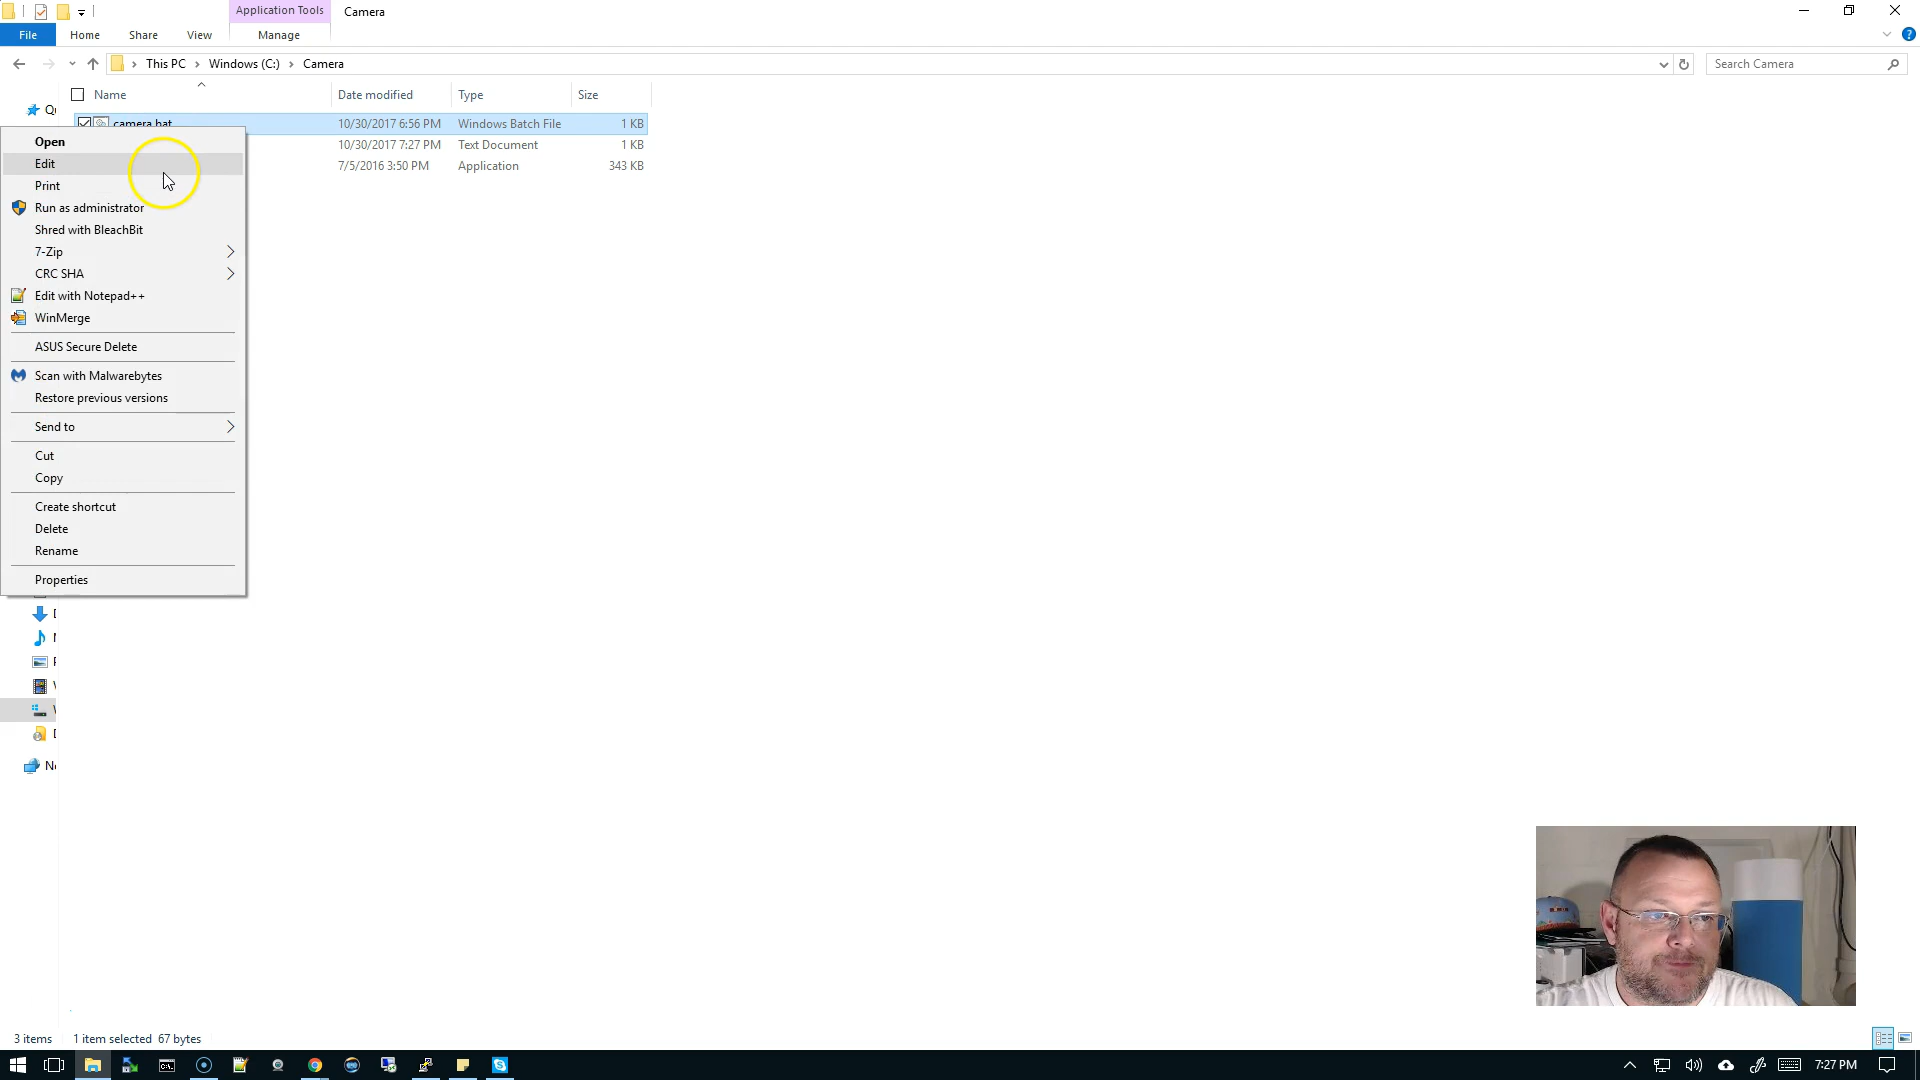 Application Tools
Camera
File
Home
Share
View
Manage
This PC
Windows (C:)
Camera
Search Camera
Name
Date modified
Type
Size
camera.bat
10/30/2017 6:56 PM
Windows Batch File
1 KB
10/30/2017 7:27 PM
Text Document
1 KB
7/5/2016 3:50 PM
Application
343 KB
Open
Edit
Print
Run as administrator
Shred with BleachBit
7-Zip
CRC SHA
Edit with Notepad++
WinMerge
ASUS Secure Delete
Scan with Malwarebytes
Restore previous versions
Send to
Cut
Copy
Create shortcut
Delete
Rename
Properties
3 items
1 item selected 67 bytes
7:27 PM